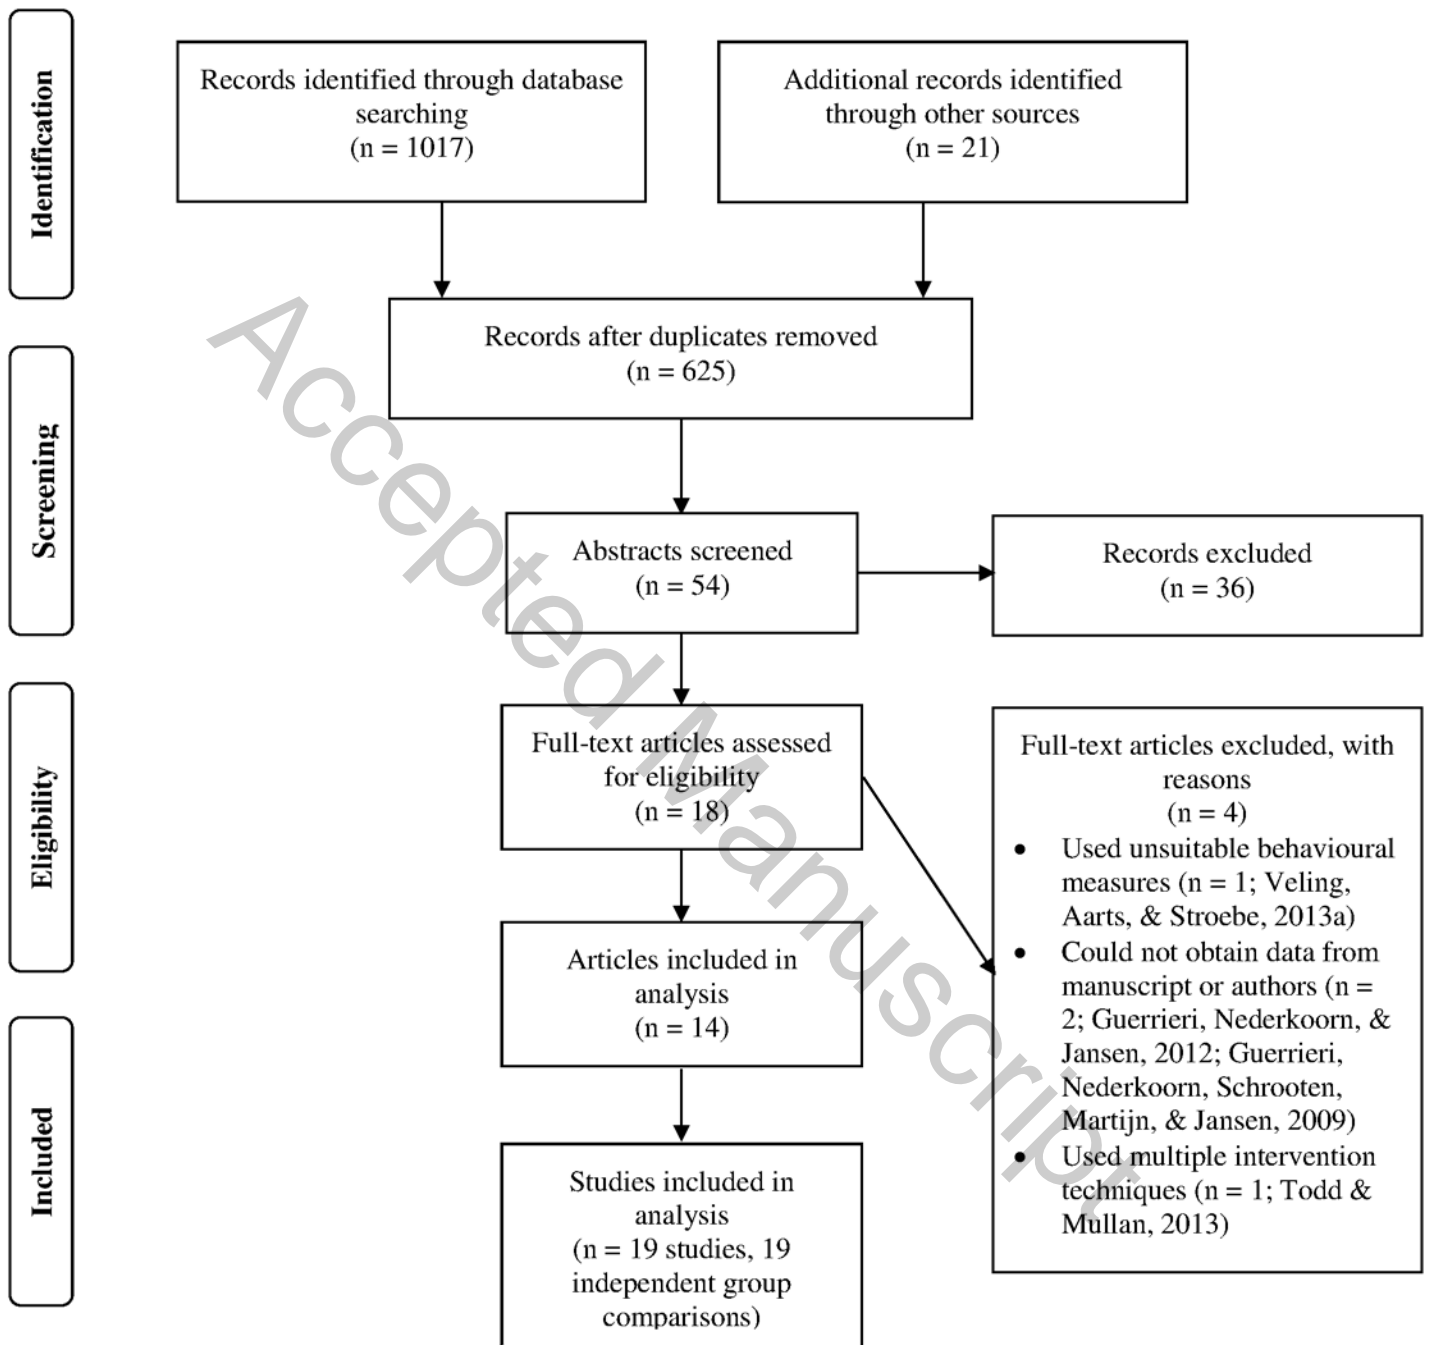 Identification
Records identified through database
searching
(n = 1017)
Additional records identified
through other sources
(n = 21)
Records after duplicates removed
(n = 625)
Screening
Abstracts screened
(n = 54)
Records excluded
(n = 36)
Eligibility
Full-text articles assessed
for eligibility
(n = 18)
Full-text articles excluded, with
reasons
(n = 4)
• Used unsuitable behavioural
measures (n = 1; Veling,
Aarts, & Stroebe, 2013a)
• Could not obtain data from
manuscript or authors (n =
2; Guerrieri, Nederkoorn, &
Jansen, 2012; Guerrieri,
Nederkoorn, Schrooten,
Martijn, & Jansen, 2009)
• Used multiple intervention
techniques (n = 1; Todd &
Mullan, 2013)
Articles included in
analysis
(n = 14)
Included
Studies included in
analysis
(n = 19 studies, 19
independent group
comparisons)
Accepted Manuscript